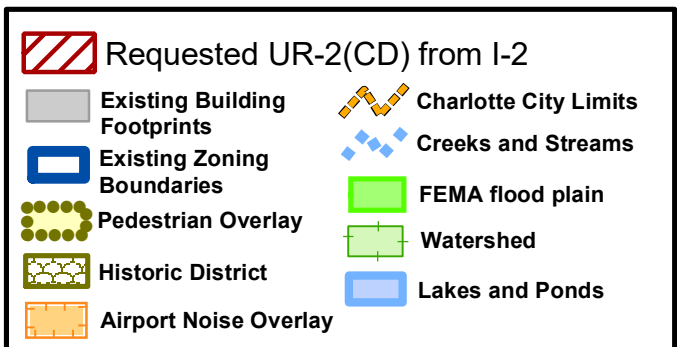 Requested UR-2(CD) from I-2
Existing Building
Footprints
Existing Zoning
Boundaries
Pedestrian Overlay
Historic District
Airport Noise Overlay
Charlotte City Limits
Creeks and Streams
FEMA flood plain
Watershed
Lakes and Ponds